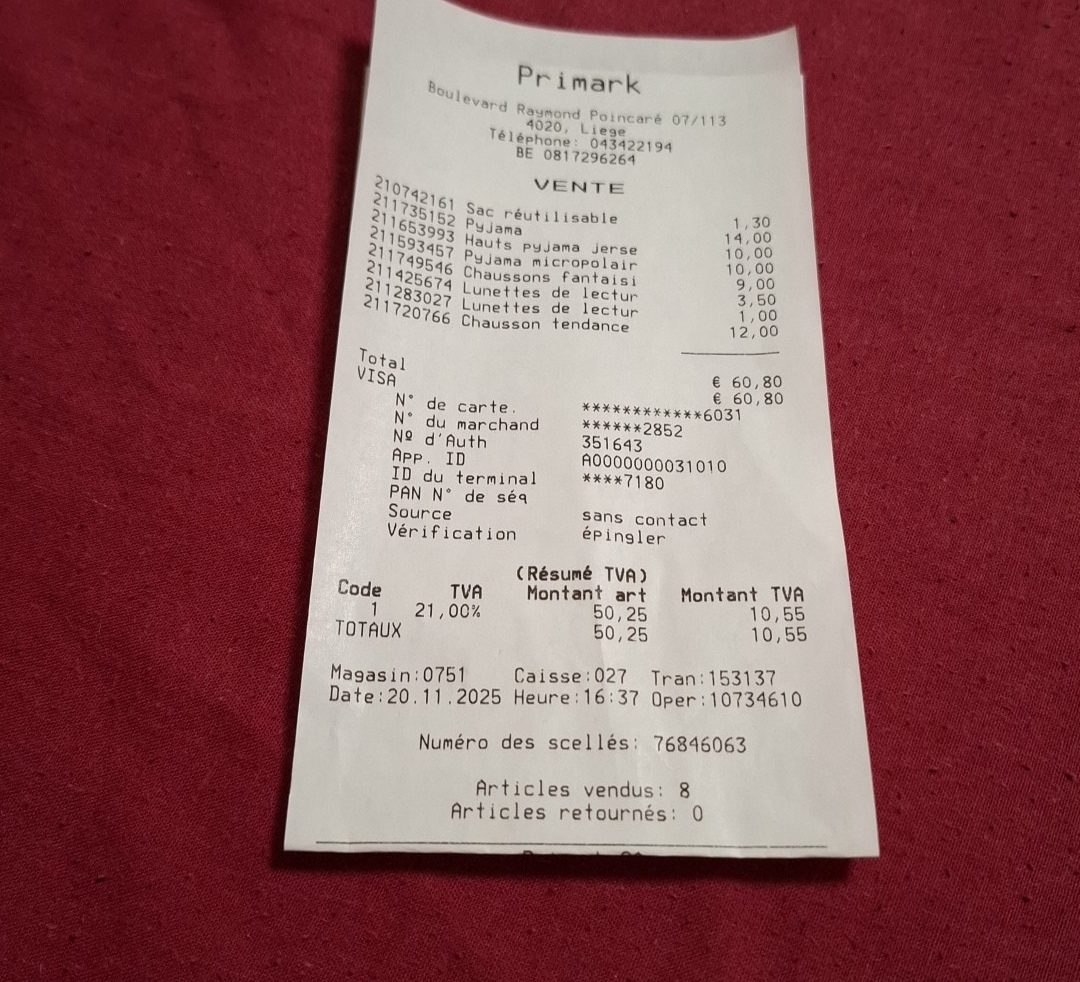 Primark
Boulevard Raymond Poincaré 07/113
4020, Liege
Téléphone: 043422194
BE 0817296264
VENTE
210742161 Sac réutilisable 1,30
211735152 Pyjama 14,00
211653993 Hauts pyjama jerse 10,00
211593457 Pyjama micropolair 10,00
211749546 Chaussons fantaisi 9,00
211425674 Lunettes de lectur 3,50
211283027 Lunettes de lectur 1,00
211720766 Chausson tendance 12,00
Total € 60,80
VISA € 60,80
N° de carte. ************6031
N° du marchand ******2852
Nº d'Auth 351643
App. ID A0000000031010
ID du terminal ****7180
PAN N° de séq
Source sans contact
Vérification épingler
(Résumé TVA)
Code TVA Montant art Montant TVA
1 21,00% 50,25 10,55
TOTAUX 50,25 10,55
Magasin:0751 Caisse:027 Tran:153137
Date:20.11.2025 Heure:16:37 Oper:10734610
Numéro des scellés: 76846063
Articles vendus: 8
Articles retournés: 0